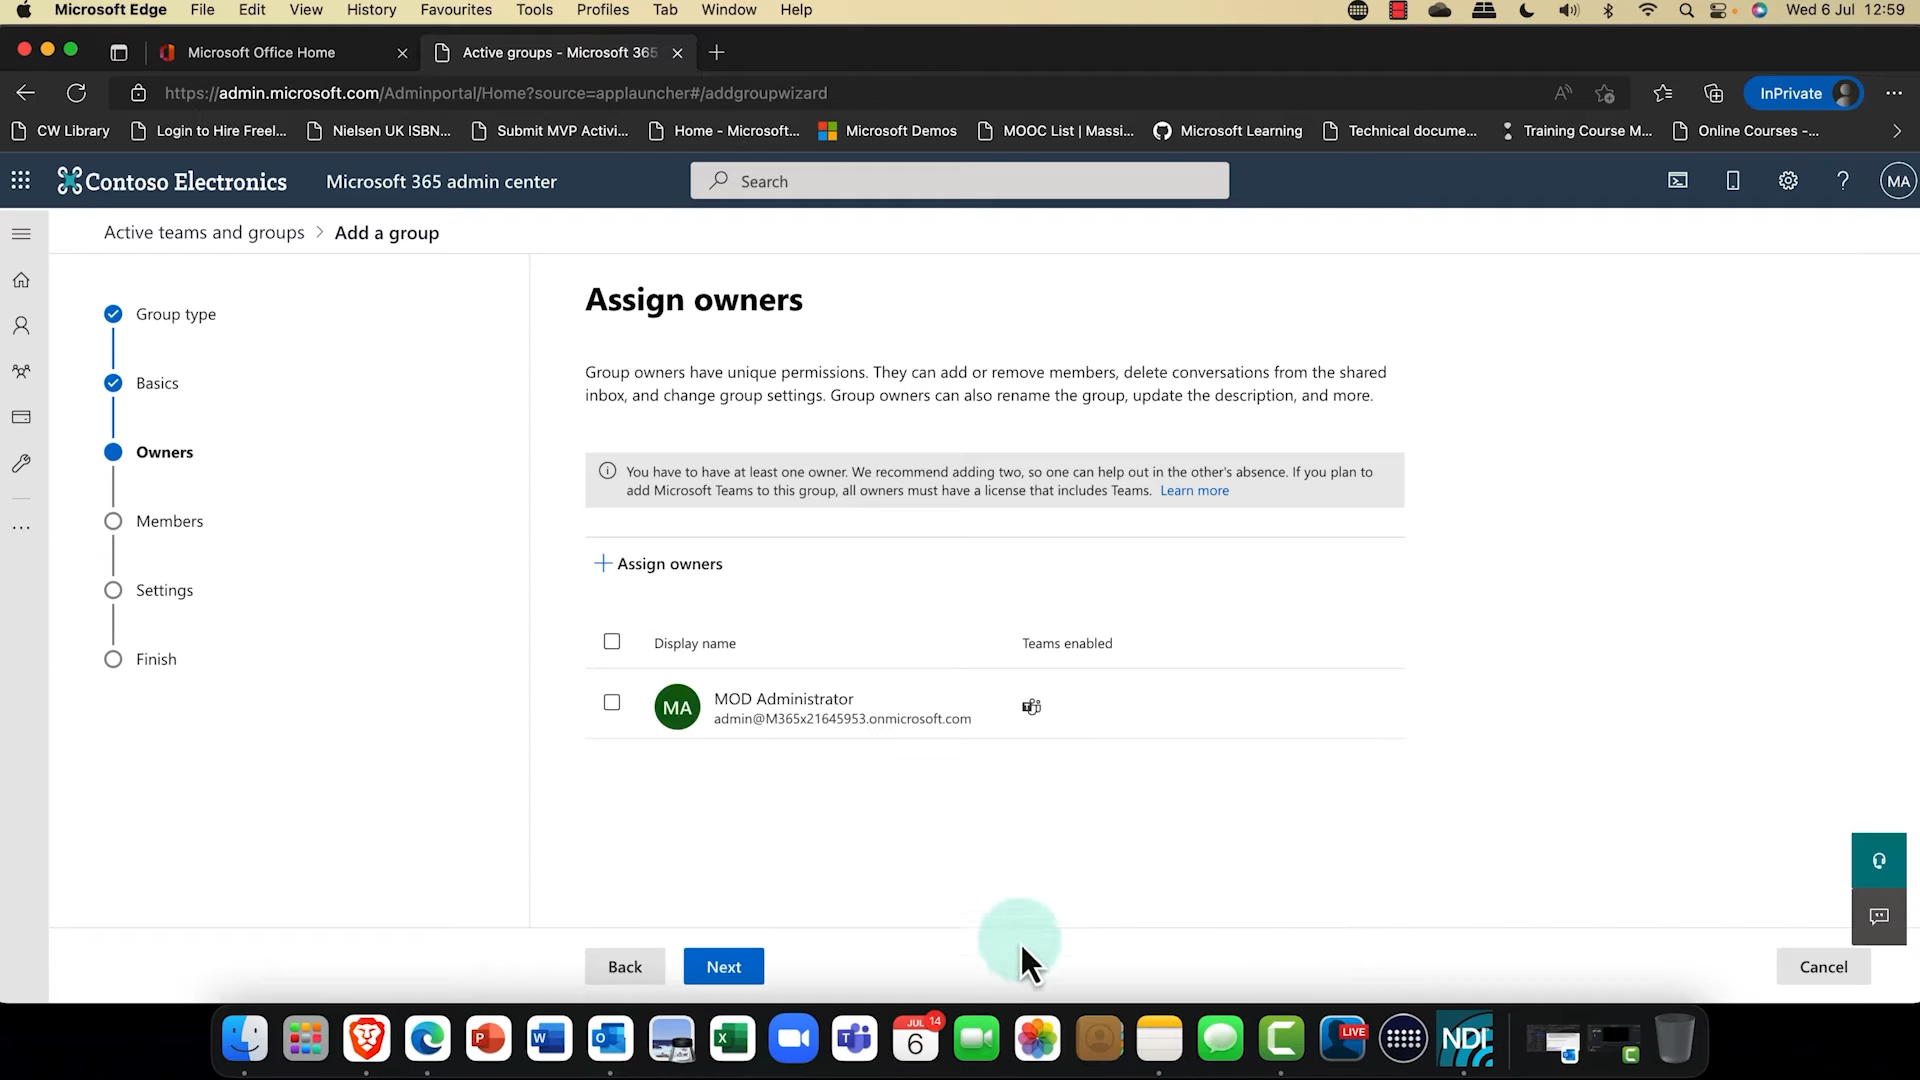 Microsoft Edge File Edit View History Favourites Tools Profiles Tab Window Help Wed 6 Jul 12:59
Microsoft Office Home Active groups - Microsoft 365
https://admin.microsoft.com/Adminportal/Home?source=applauncher#/addgroupwizard InPrivate
CW Library Login to Hire Freel... Nielsen UK ISBN... Submit MVP Activi... Home - Microsoft... Microsoft Demos MOOC List | Massi... Microsoft Learning Technical docume... Training Course M... Online Courses -...
Contoso Electronics Microsoft 365 admin center Search MA
Active teams and groups > Add a group
Group type
Basics
Owners
Members
Settings
Finish
Assign owners
Group owners have unique permissions. They can add or remove members, delete conversations from the shared
inbox, and change group settings. Group owners can also rename the group, update the description, and more.
You have to have at least one owner. We recommend adding two, so one can help out in the other's absence. If you plan to
add Microsoft Teams to this group, all owners must have a license that includes Teams. Learn more
Assign owners
Display name Teams enabled
MA MOD Administrator
admin@M365x21645953.onmicrosoft.com
Back Next Cancel
JUL 14
6
LIVE
NDI